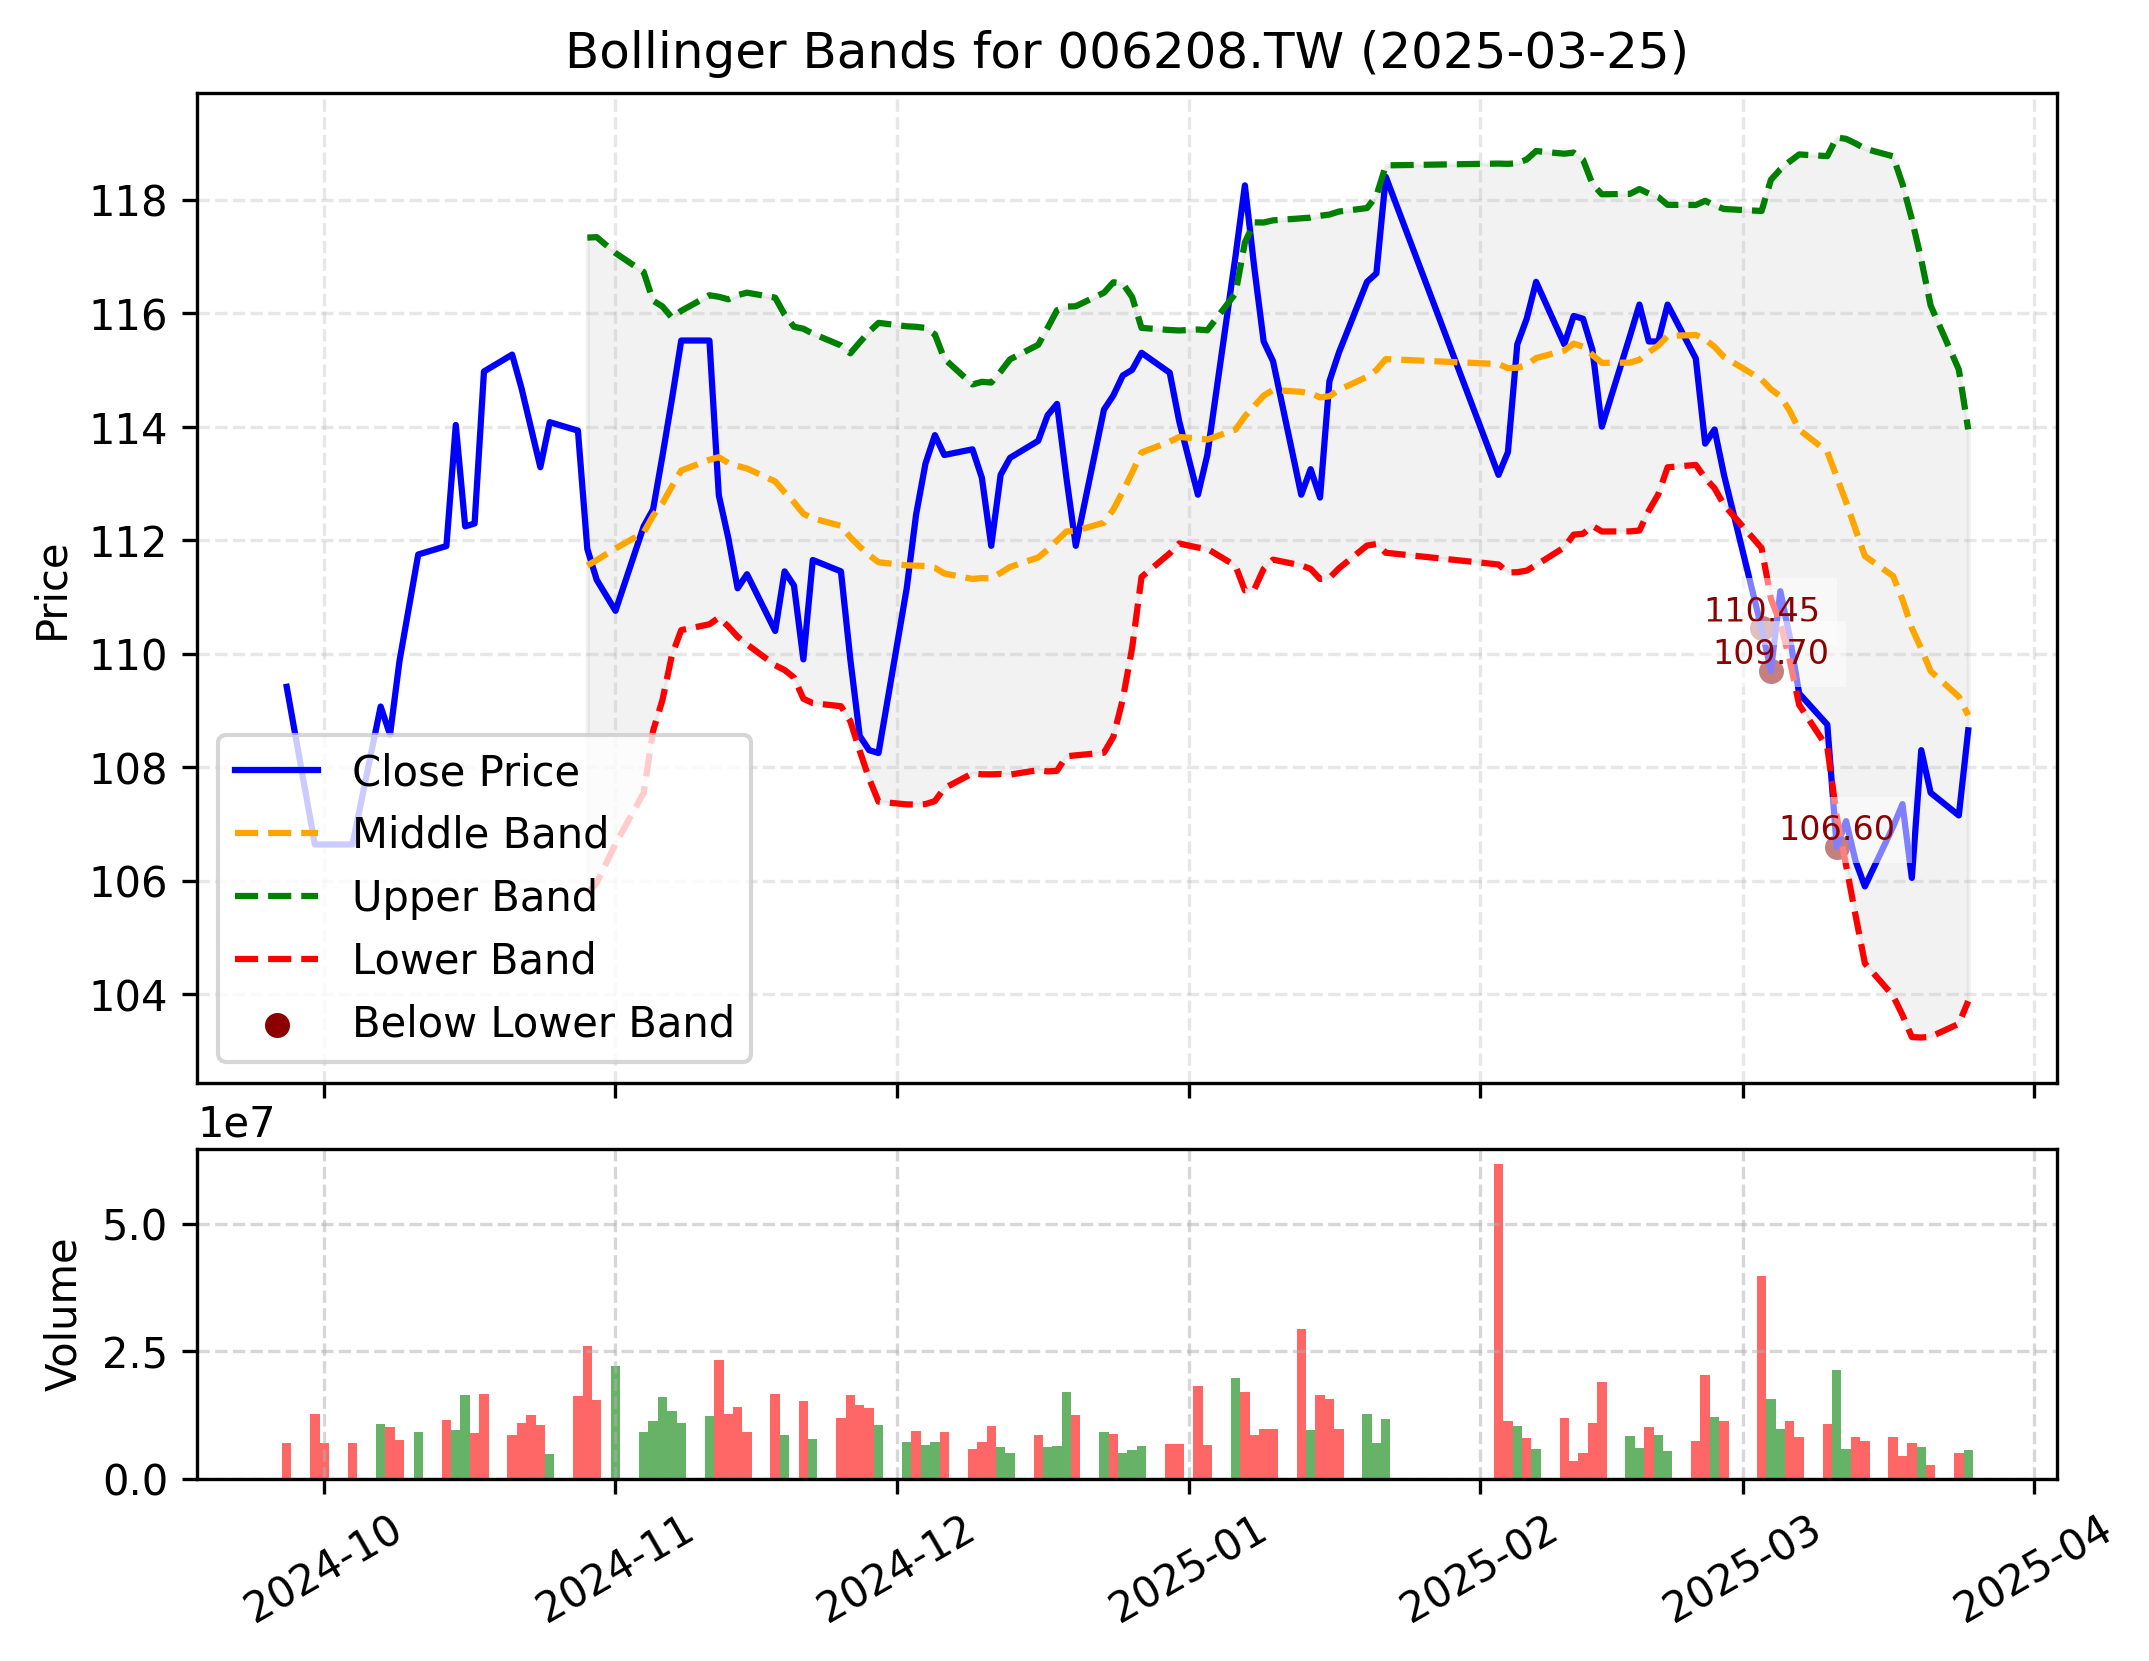 Bollinger Bands for 006208.TW (2025-03-25)
Price
118
116
114
112
110
108
106
104
110.45
109.70
106.60
Close Price
Middle Band
Upper Band
Lower Band
Below Lower Band
1e7
Volume
5.0
2.5
0.0
2024-10
2024-11
2024-12
2025-01
2025-02
2025-03
2025-04